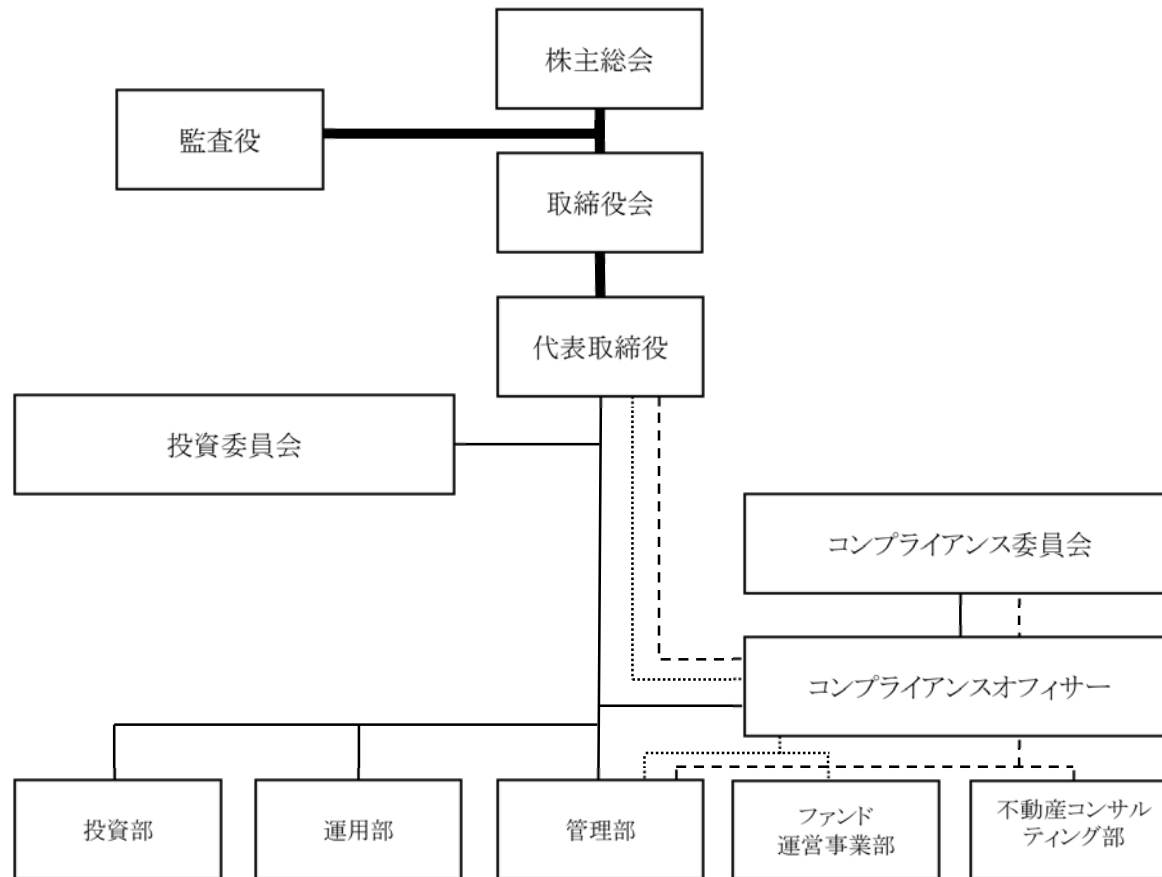 株主総会
監査役
取締役会
代表取締役
投資委員会
コンプライアンス委員会
コンプライアンスオフィサー
投資部
運用部
管理部
ファンド
運営事業部
不動産コンサル
ティング部